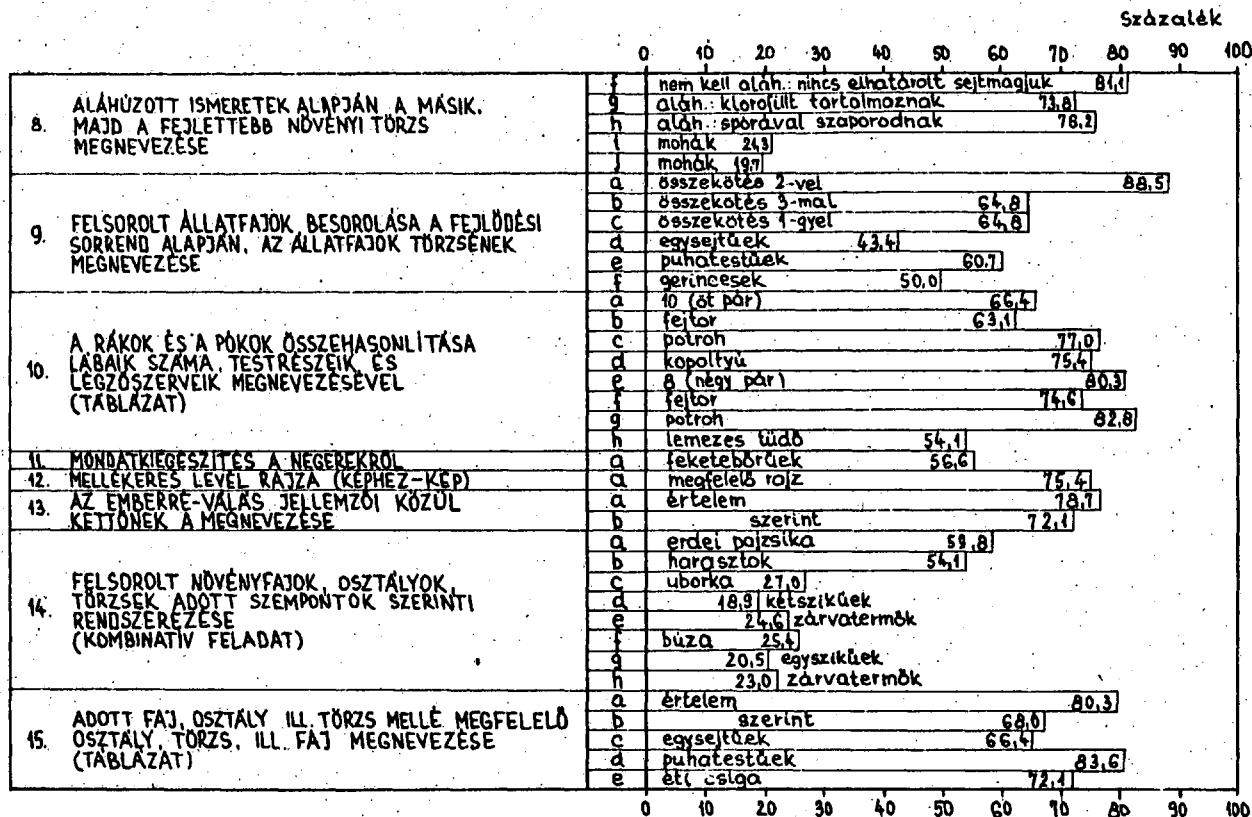 Százalék
0 10 20 30 40 50 60 70 80 90 100
8. ALÁHÚZOTT ISMERETEK ALAPJÁN A MÁSIK,
MAJD A FEJLETTEBB NÖVÉNYI TÖRZS
MEGNEVEZÉSE
f nem kell aláh.: nincs elhatárolt sejtmagjuk 81,1
g aláh.: klorofillt tartalmaznak 73,8
h aláh.: spórával szaporodnak 76,2
i mohák 21,3
j mohák 19,7
9. FELSOROLT ÁLLATFAJOK BESOROLÁSA A FEJLŐDÉSI
SORREND ALAPJÁN, AZ ÁLLATFAJOK TÖRZSÉNEK
MEGNEVEZÉSE
a összekötés 2-vel 88,5
b összekötés 3-mal 64,8
c összekötés 1-gyel 64,8
d egysejtűek 43,4
e puhatestűek 60,7
f gerincesek 50,0
10. A RÁKOK ÉS A PÓKOK ÖSSZEHASONLÍTÁSA
LÁBAIK SZÁMA, TESTRÉSZEIK ÉS
LÉGZŐSZERVEIK MEGNEVEZÉSÉVEL
(TÁBLÁZAT)
a 10 (öt pár) 66,4
b fejtor 63,1
c potroh 77,0
d kopoltyú 75,4
e 8 (négy pár) 80,3
f fejtor 74,6
g potroh 82,8
h lemezes tüdő 54,1
11. MONDATKIEGÉSZÍTÉS A NÉGEREKRŐL
a feketebőrűek 56,6
12. MELLÉKERES LEVÉL RAJZA (KÉPHEZ-KÉP)
a megfelelő rajz 75,4
13. AZ EMBERRÉ-VÁLÁS JELLEMZŐI KÖZÜL
KETTŐNEK A MEGNEVEZÉSE
a értelem 78,7
b szerint 72,1
14. FELSOROLT NÖVÉNYFAJOK, OSZTÁLYOK,
TÖRZSEK ADOTT SZEMPONTOK SZERINTI
RENDSZEREZÉSE
(KOMBINATÍV FELADAT)
a erdei pajzsika 59,8
b harasztok 54,1
c uborka 27,0
d 18,9 kétszikűek
e 24,6 zárvatermők
f búza 25,4
g 20,5 egyszikűek
h 23,0 zárvatermők
15. ADOTT FAJ, OSZTÁLY ILL. TÖRZS MELLÉ MEGFELELŐ
OSZTÁLY, TÖRZS, ILL. FAJ MEGNEVEZÉSE
(TÁBLÁZAT)
a értelem 80,3
b szerint 68,0
c egysejtűek 66,4
d puhatestűek 83,6
e éti csiga 72,1
0 10 20 30 40 50 60 70 80 90 100